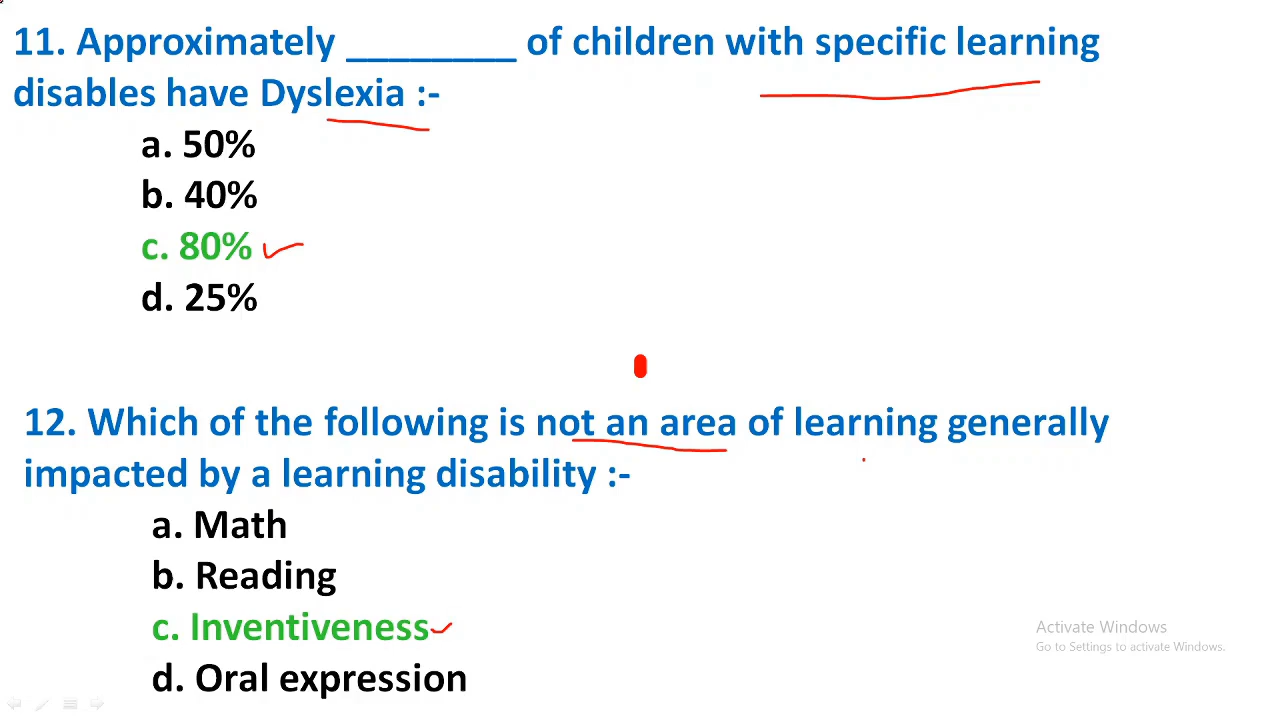 11. Approximately ________ of children with specific learning
disables have Dyslexia :-
a. 50%
b. 40%
c. 80%
d. 25%
12. Which of the following is not an area of learning generally
impacted by a learning disability :-
a. Math
b. Reading
c. Inventiveness
d. Oral expression
Activate Windows
Go to Settings to activate Windows.